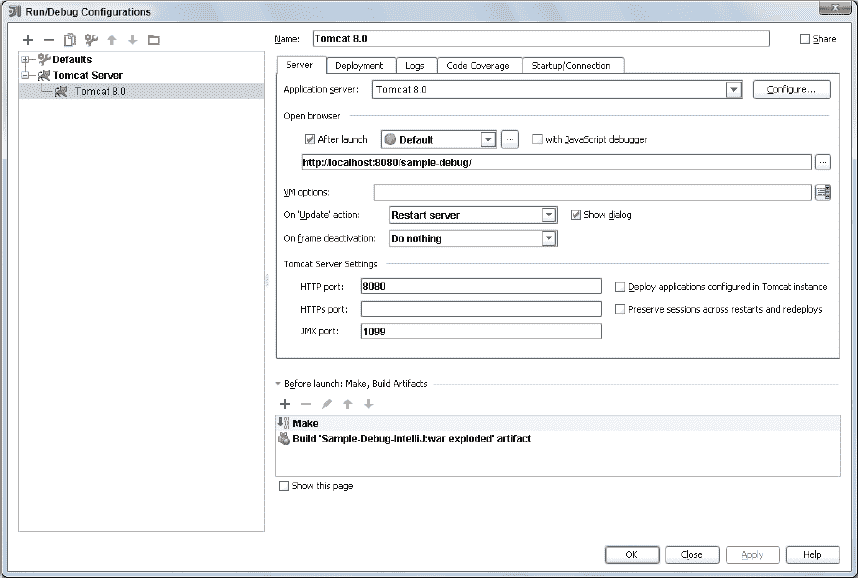 Run/Debug Configurations
Name: Tomcat 8.0 Share
Defaults
Tomcat Server
Tomcat 8.0
Server Deployment Logs Code Coverage Startup/Connection
Application server: Tomcat 8.0 Configure...
Open browser
After launch Default ... with JavaScript debugger
http://localhost:8080/sample-debug/ ...
VM options:
On 'Update' action: Restart server Show dialog
On frame deactivation: Do nothing
Tomcat Server Settings
HTTP port: 8080 Deploy applications configured in Tomcat instance
HTTPs port: Preserve sessions across restarts and redeploys
JMX port: 1099
Before launch: Make, Build Artifacts
Make
Build 'Sample-Debug-IntelliJ:war exploded' artifact
Show this page
OK Close Apply Help